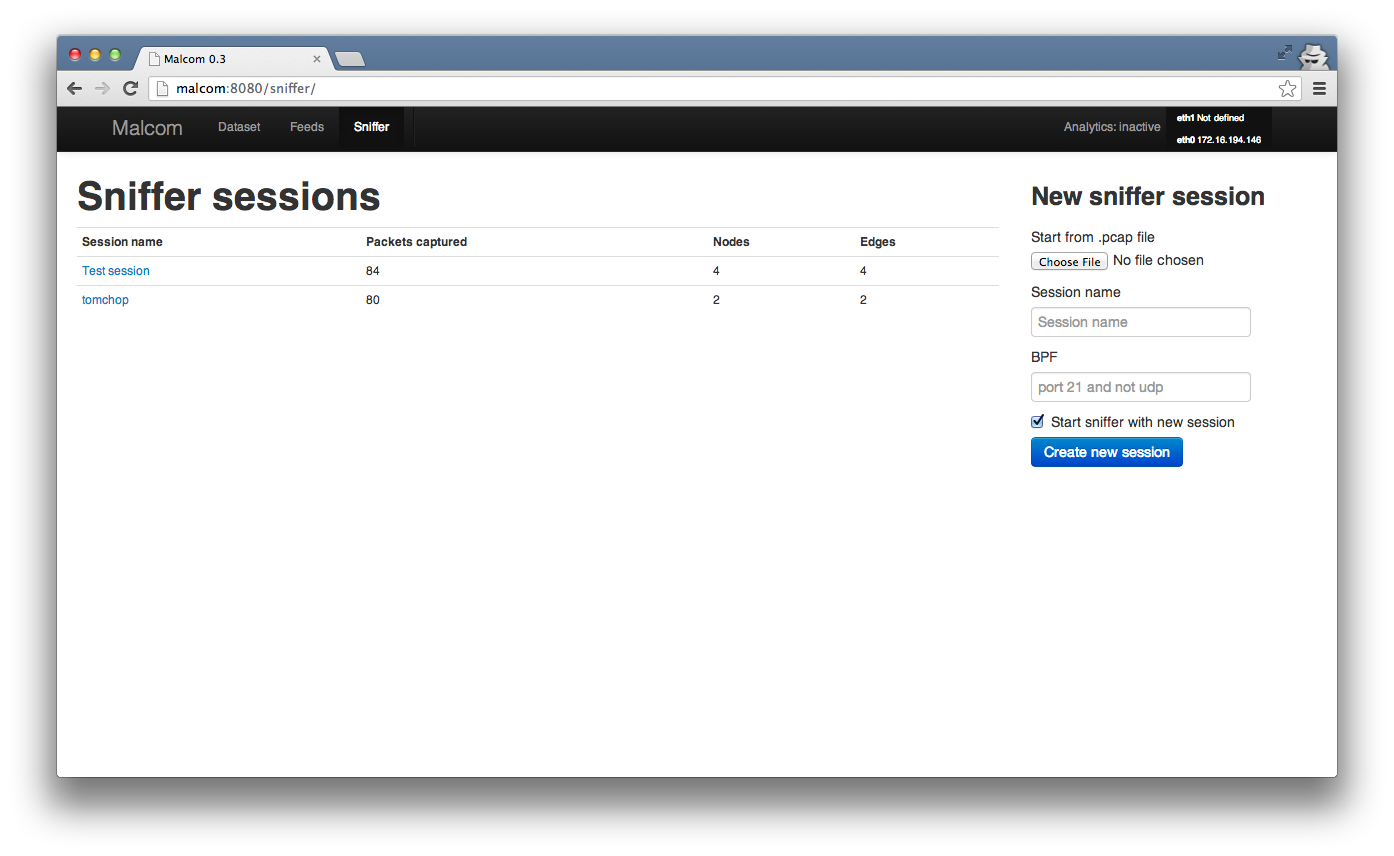 Malcom 0.3
malcom:8080/sniffer/
Malcom Dataset Feeds Sniffer Analytics: inactive eth1 Not defined
eth0 172.16.194.146
Sniffer sessions
Session name Packets captured Nodes Edges
Test session 84 4 4
tomchop 80 2 2
New sniffer session
Start from .pcap file
Choose File No file chosen
Session name
Session name
BPF
port 21 and not udp
Start sniffer with new session
Create new session